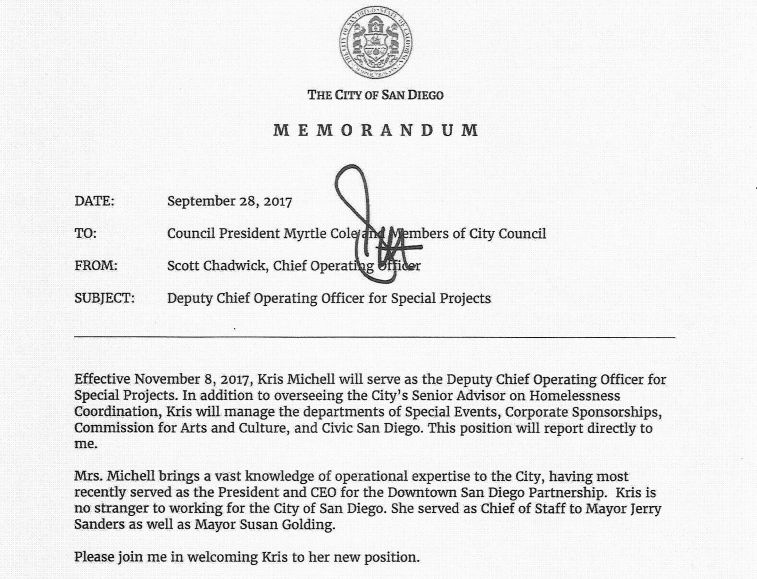 THE CITY OF SAN DIEGO
MEMORANDUM
DATE: September 28, 2017
TO: Council President Myrtle Cole and Members of City Council
FROM: Scott Chadwick, Chief Operating Officer
SUBJECT: Deputy Chief Operating Officer for Special Projects
Effective November 8, 2017, Kris Michell will serve as the Deputy Chief Operating Officer for
Special Projects. In addition to overseeing the City's Senior Advisor on Homelessness
Coordination, Kris will manage the departments of Special Events, Corporate Sponsorships,
Commission for Arts and Culture, and Civic San Diego. This position will report directly to
me.
Mrs. Michell brings a vast knowledge of operational expertise to the City, having most
recently served as the President and CEO for the Downtown San Diego Partnership. Kris is
no stranger to working for the City of San Diego. She served as Chief of Staff to Mayor Jerry
Sanders as well as Mayor Susan Golding.
Please join me in welcoming Kris to her new position.